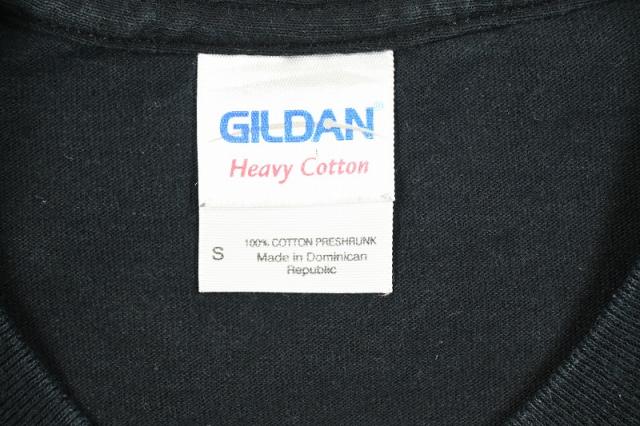 GILDAN®
Heavy Cotton
S
100% COTTON PRESHRUNK
Made in Dominican
Republic